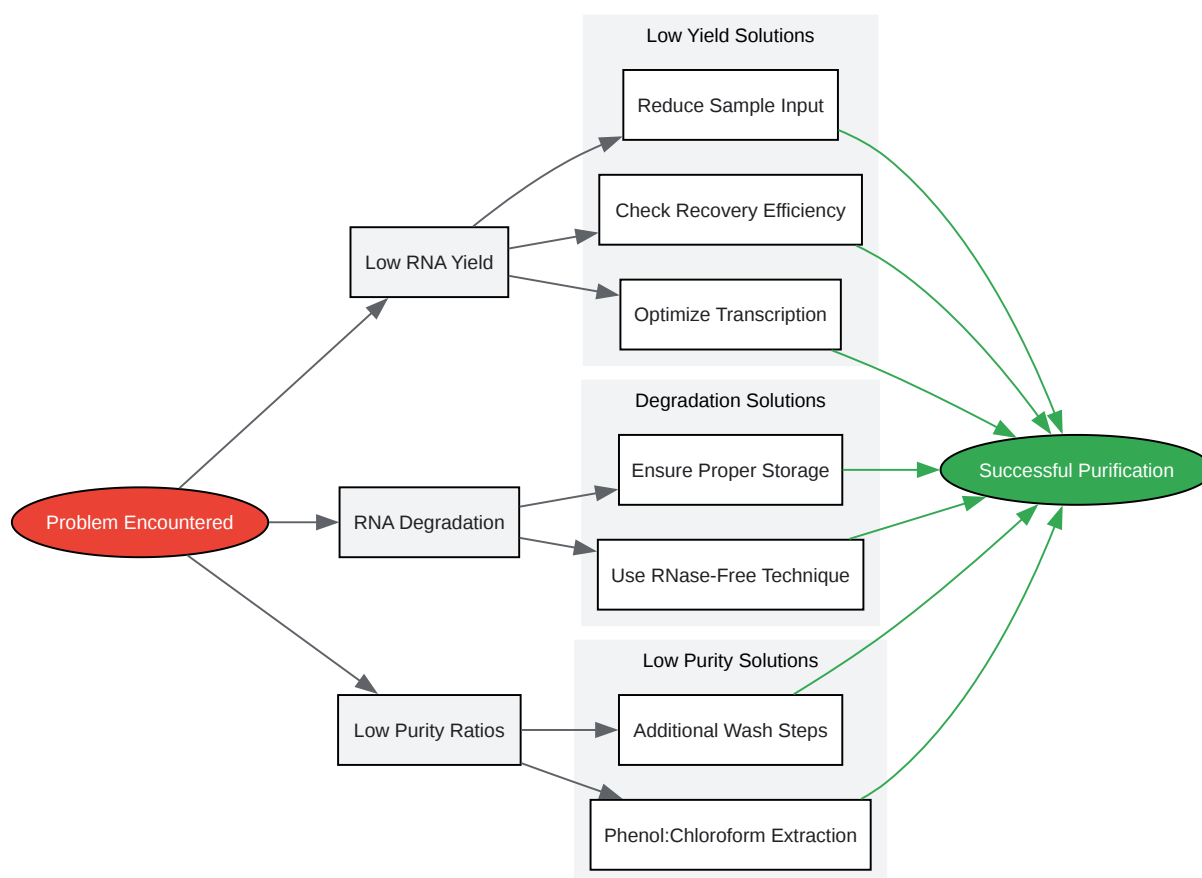 Problem Encountered
Low RNA Yield
RNA Degradation
Low Purity Ratios
Low Yield Solutions
Reduce Sample Input
Check Recovery Efficiency
Optimize Transcription
Degradation Solutions
Ensure Proper Storage
Use RNase-Free Technique
Low Purity Solutions
Additional Wash Steps
Phenol:Chloroform Extraction
Successful Purification